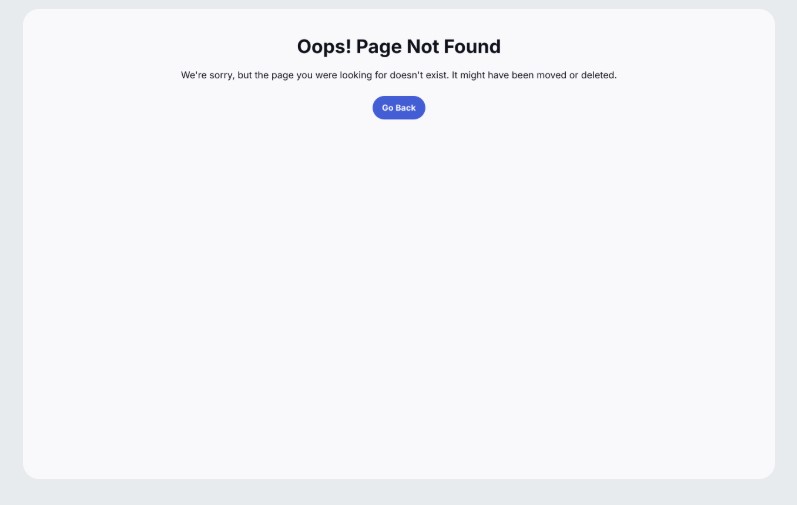 Oops! Page Not Found
We're sorry, but the page you were looking for doesn't exist. It might have been moved or deleted.
Go Back